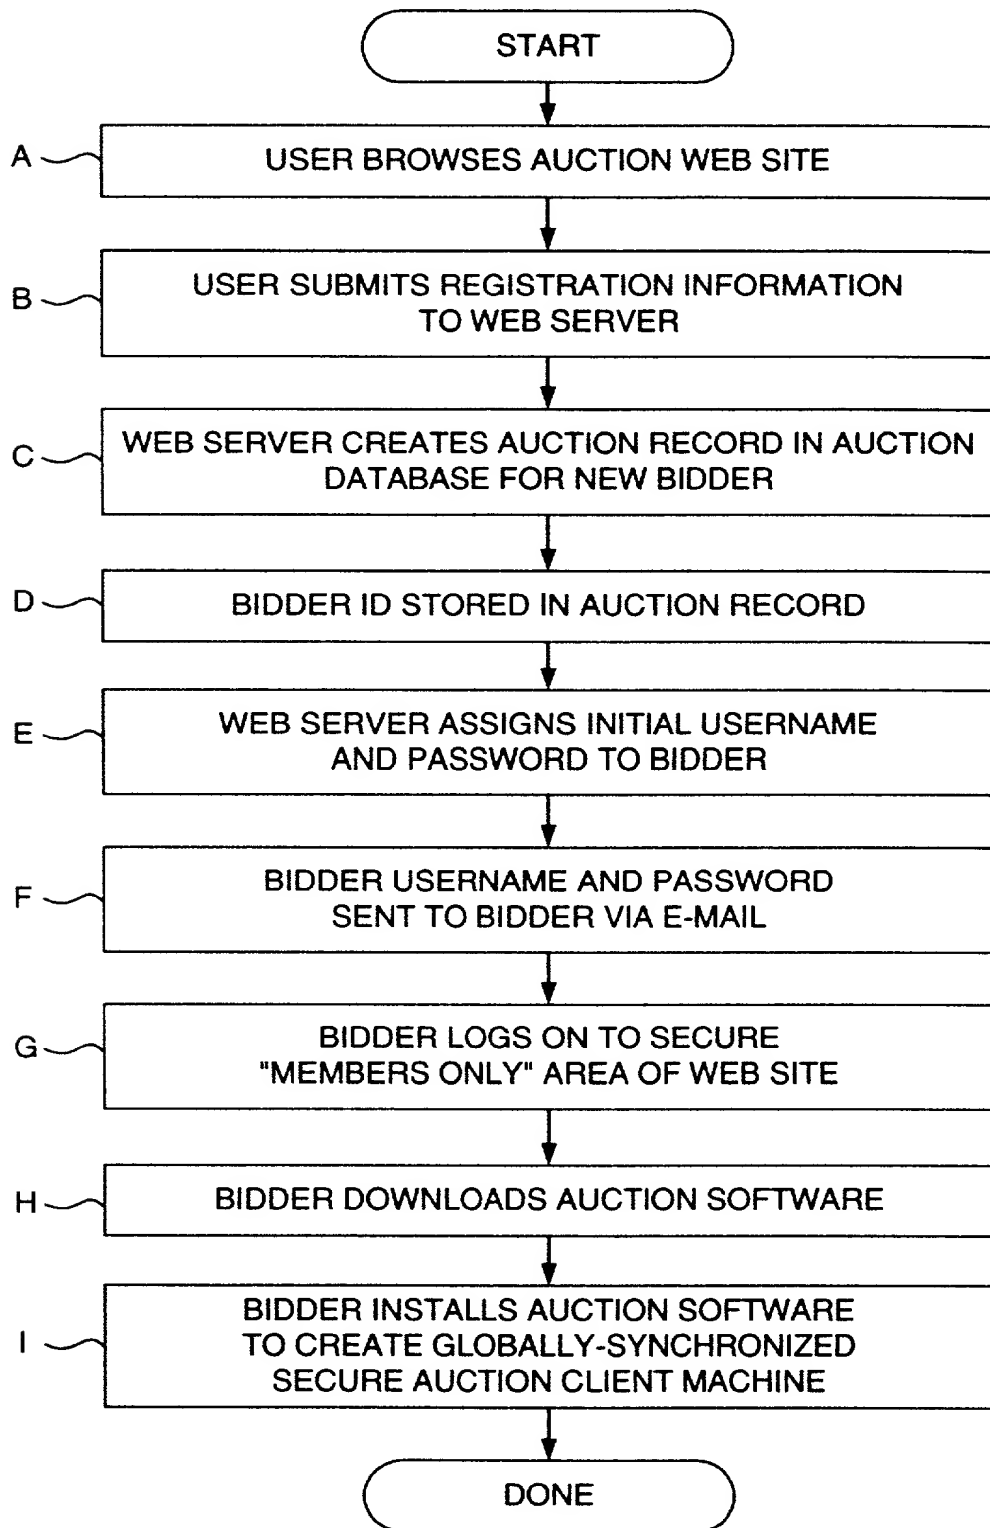 START
A
USER BROWSES AUCTION WEB SITE
B
USER SUBMITS REGISTRATION INFORMATION
TO WEB SERVER
C
WEB SERVER CREATES AUCTION RECORD IN AUCTION
DATABASE FOR NEW BIDDER
D
BIDDER ID STORED IN AUCTION RECORD
E
WEB SERVER ASSIGNS INITIAL USERNAME
AND PASSWORD TO BIDDER
F
BIDDER USERNAME AND PASSWORD
SENT TO BIDDER VIA E-MAIL
G
BIDDER LOGS ON TO SECURE
"MEMBERS ONLY" AREA OF WEB SITE
H
BIDDER DOWNLOADS AUCTION SOFTWARE
I
BIDDER INSTALLS AUCTION SOFTWARE
TO CREATE GLOBALLY-SYNCHRONIZED
SECURE AUCTION CLIENT MACHINE
DONE